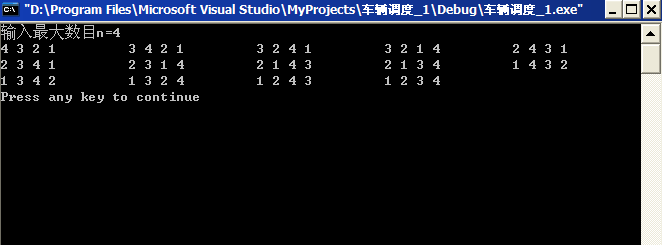 "D:\Program Files\Microsoft Visual Studio\MyProjects\车辆调度_1\Debug\车辆调度_1.exe"
输入最大数目n=4
4 3 2 1 3 4 2 1 3 2 4 1 3 2 1 4 2 4 3 1
2 3 4 1 2 3 1 4 2 1 4 3 2 1 3 4 1 4 3 2
1 3 4 2 1 3 2 4 1 2 4 3 1 2 3 4
Press any key to continue